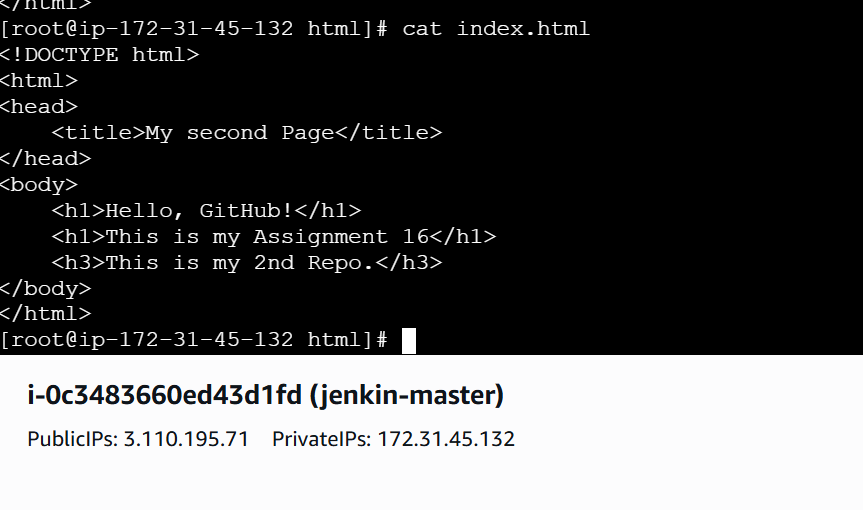 </html>
[root@ip-172-31-45-132 html]# cat index.html
<!DOCTYPE html>
<html>
<head>
    <title>My second Page</title>
</head>
<body>
    <h1>Hello, GitHub!</h1>
    <h1>This is my Assignment 16</h1>
    <h3>This is my 2nd Repo.</h3>
</body>
</html>
[root@ip-172-31-45-132 html]#
i-0c3483660ed43d1fd (jenkin-master)
PublicIPs: 3.110.195.71    PrivateIPs: 172.31.45.132